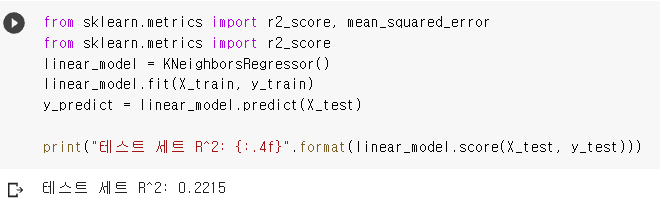 from sklearn.metrics import r2_score, mean_squared_error
from sklearn.metrics import r2_score
linear_model = KNeighborsRegressor()
linear_model.fit(X_train, y_train)
y_predict = linear_model.predict(X_test)
print("테스트 세트 R^2: {:.4f}".format(linear_model.score(X_test, y_test)))
테스트 세트 R^2: 0.2215